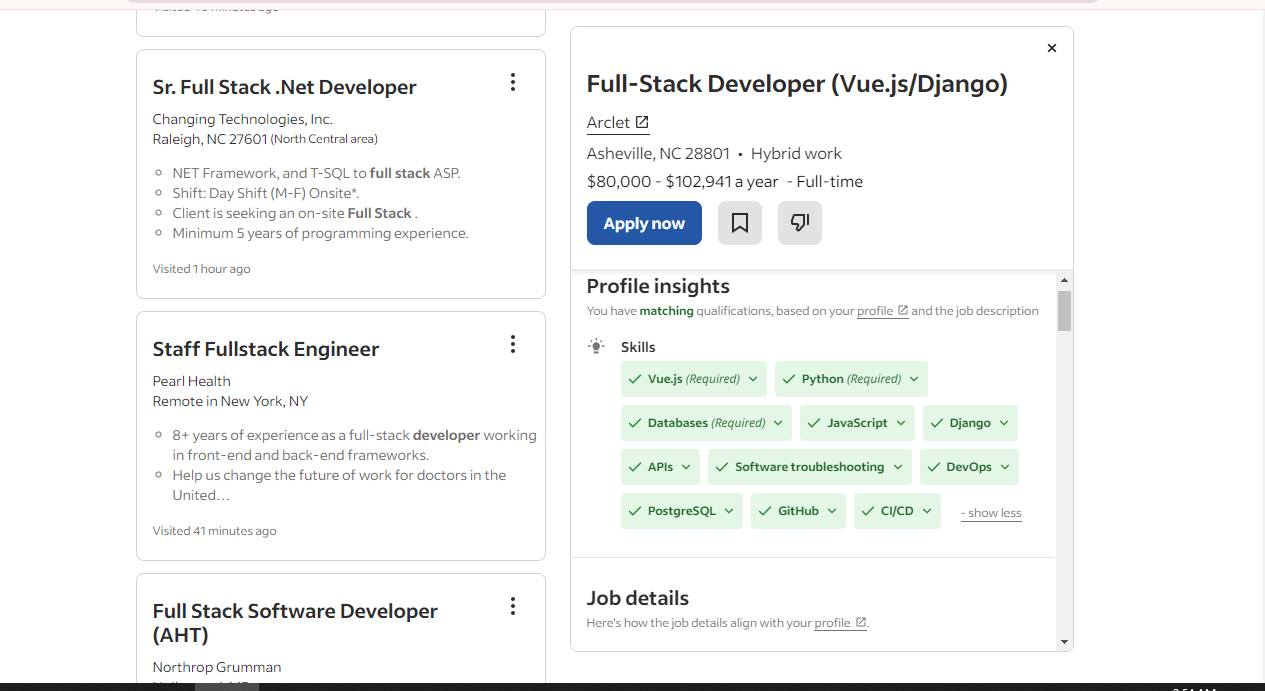 Sr. Full Stack .Net Developer
Changing Technologies, Inc.
Raleigh, NC 27601 (North Central area)
NET Framework, and T-SQL to full stack ASP.
Shift: Day Shift (M-F) Onsite*.
Client is seeking an on-site Full Stack .
Minimum 5 years of programming experience.
Visited 1 hour ago
Staff Fullstack Engineer
Pearl Health
Remote in New York, NY
8+ years of experience as a full-stack developer working
in front-end and back-end frameworks.
Help us change the future of work for doctors in the
United…
Visited 41 minutes ago
Full Stack Software Developer
(AHT)
Northrop Grumman
Full-Stack Developer (Vue.js/Django)
Arclet
Asheville, NC 28801 • Hybrid work
$80,000 - $102,941 a year - Full-time
Apply now
Profile insights
You have matching qualifications, based on your profile and the job description
Skills
Vue.js (Required) Python (Required)
Databases (Required) JavaScript Django
APIs Software troubleshooting DevOps
PostgreSQL GitHub CI/CD - show less
Job details
Here's how the job details align with your profile.